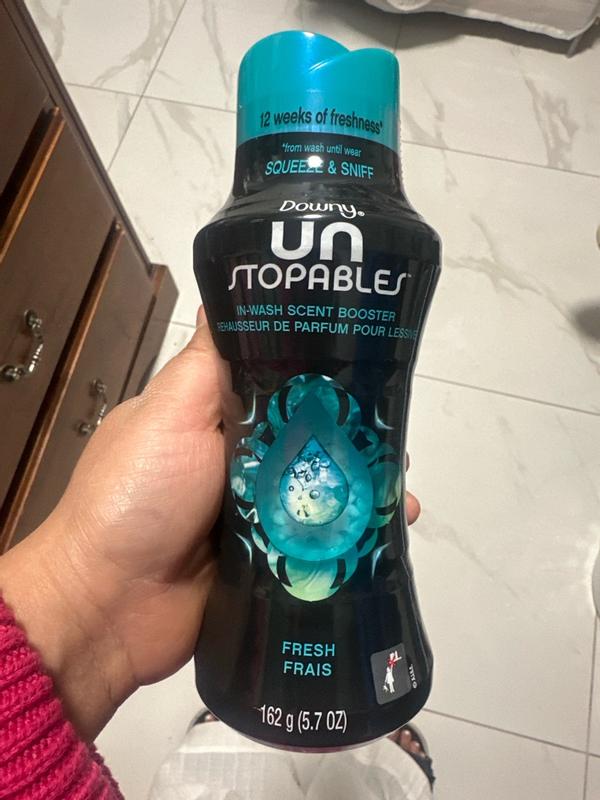 12 weeks of freshness*
*from wash until wear
SQUEEZE & SNIFF
Downy®
UN
STOPABLES™
IN-WASH SCENT BOOSTER
REHAUSSEUR DE PARFUM POUR LESSIVE
FRESH
FRAIS
162 g (5.7 OZ)